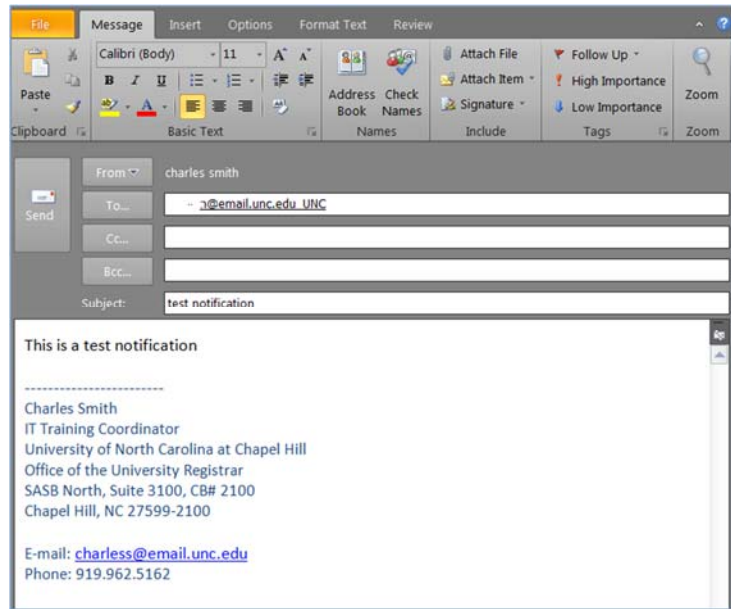 File Message Insert Options Format Text Review
Calibri (Body) 11 A A
Attach File Follow Up
B I U Attach Item High Importance
Paste Address Book Check Names Signature Low Importance Zoom
Clipboard Basic Text Names Include Tags Zoom
From charles smith
Send
To... @email.unc.edu UNC
Cc...
Bcc...
Subject: test notification
This is a test notification
------------------------
Charles Smith
IT Training Coordinator
University of North Carolina at Chapel Hill
Office of the University Registrar
SASB North, Suite 3100, CB# 2100
Chapel Hill, NC 27599-2100
E-mail: charless@email.unc.edu
Phone: 919.962.5162